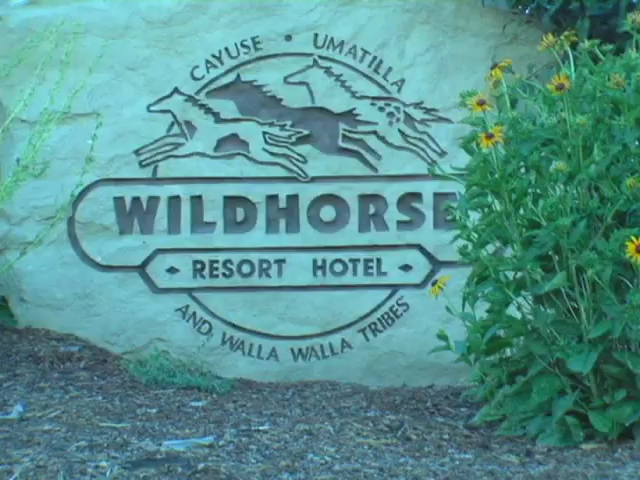 CAYUSE • UMATILLA
WILDHORSE
RESORT HOTEL
AND WALLA WALLA TRIBES